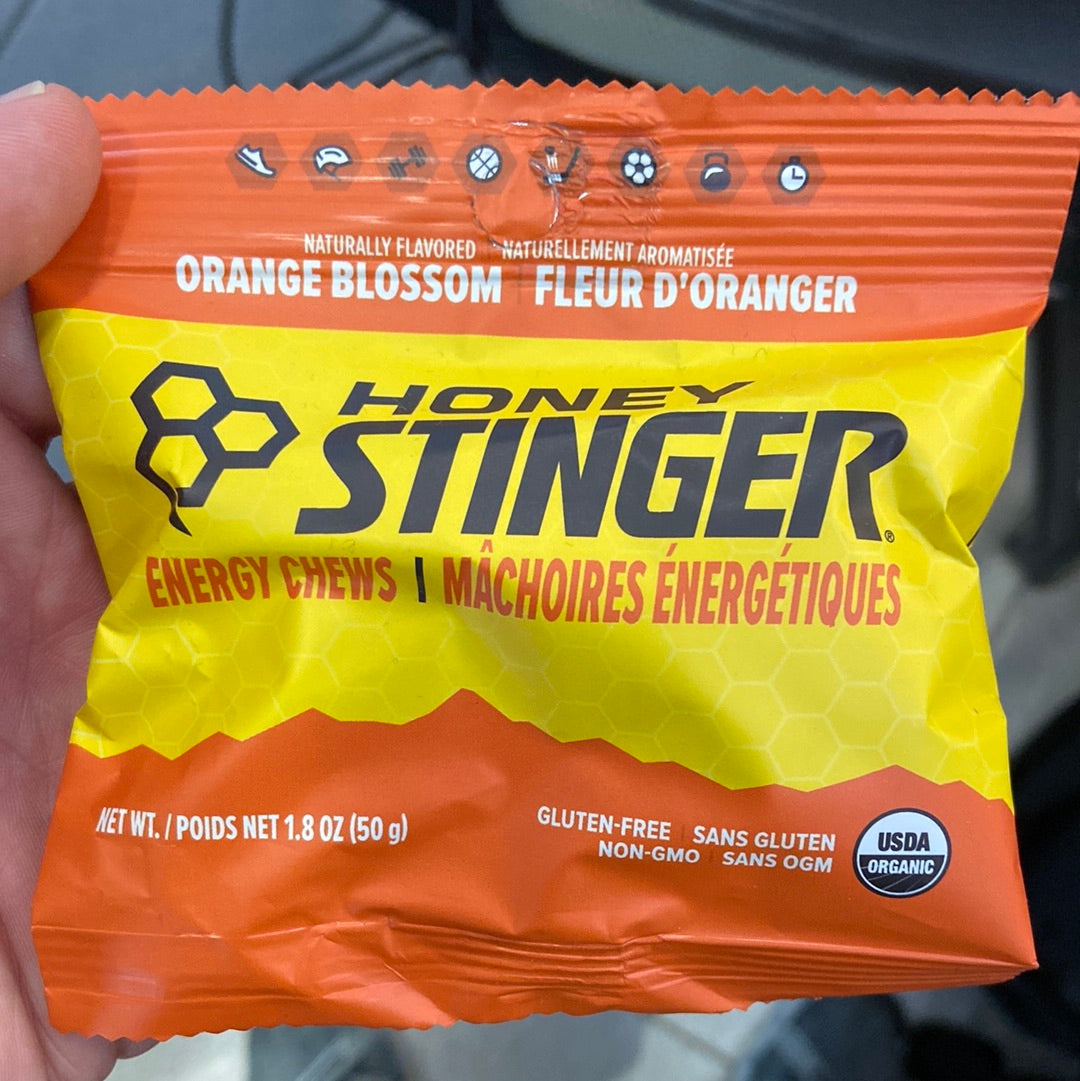 NATURALLY FLAVORED NATURELLEMENT AROMATISÉE
ORANGE BLOSSOM | FLEUR D'ORANGER
HONEY
STINGER®
ENERGY CHEWS | MÂCHOIRES ÉNERGÉTIQUES
NET WT. / POIDS NET 1.8 OZ (50 g)
GLUTEN-FREE | SANS GLUTEN
NON-GMO | SANS OGM
USDA
ORGANIC